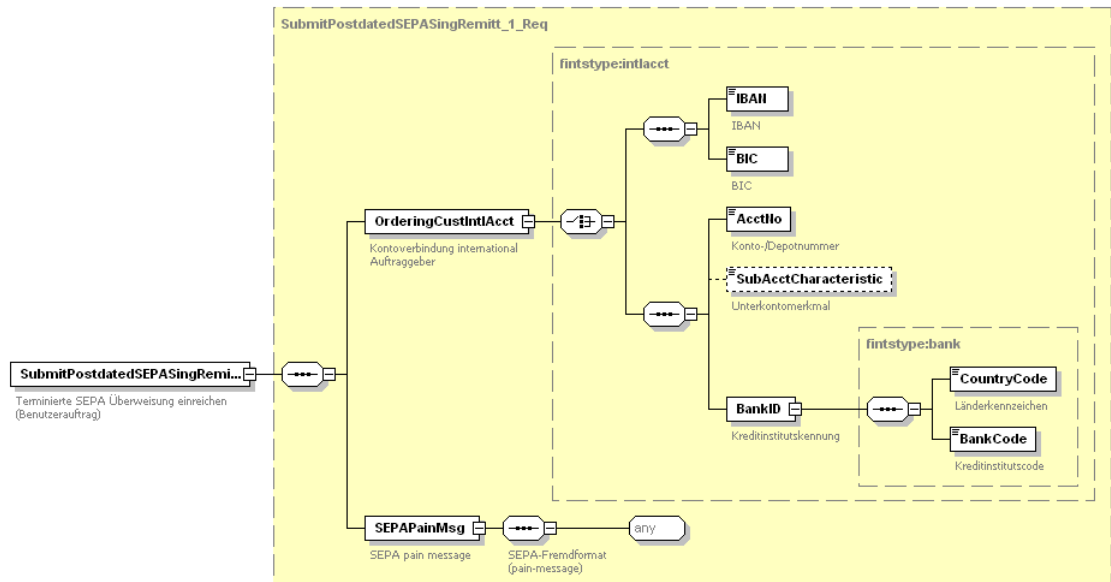 SubmitPostdatedSEPASingRemitt_1_Req
fintstype:intlacct
IBAN
IBAN
BIC
BIC
OrderingCustIntlAcct
Kontoverbindung international
Auftraggeber
AcctNo
Konto-/Depotnummer
SubAcctCharacteristic
Unterkontomerkmal
fintstype:bank
SubmitPostdatedSEPASingRemi...
Terminierte SEPA Überweisung einreichen
(Benutzerauftrag)
CountryCode
Länderkennzeichen
BankID
Kreditinstitutskennung
BankCode
Kreditinstitutscode
SEPAPainMsg
SEPA pain message
SEPA-Fremdformat
(pain-message)
any